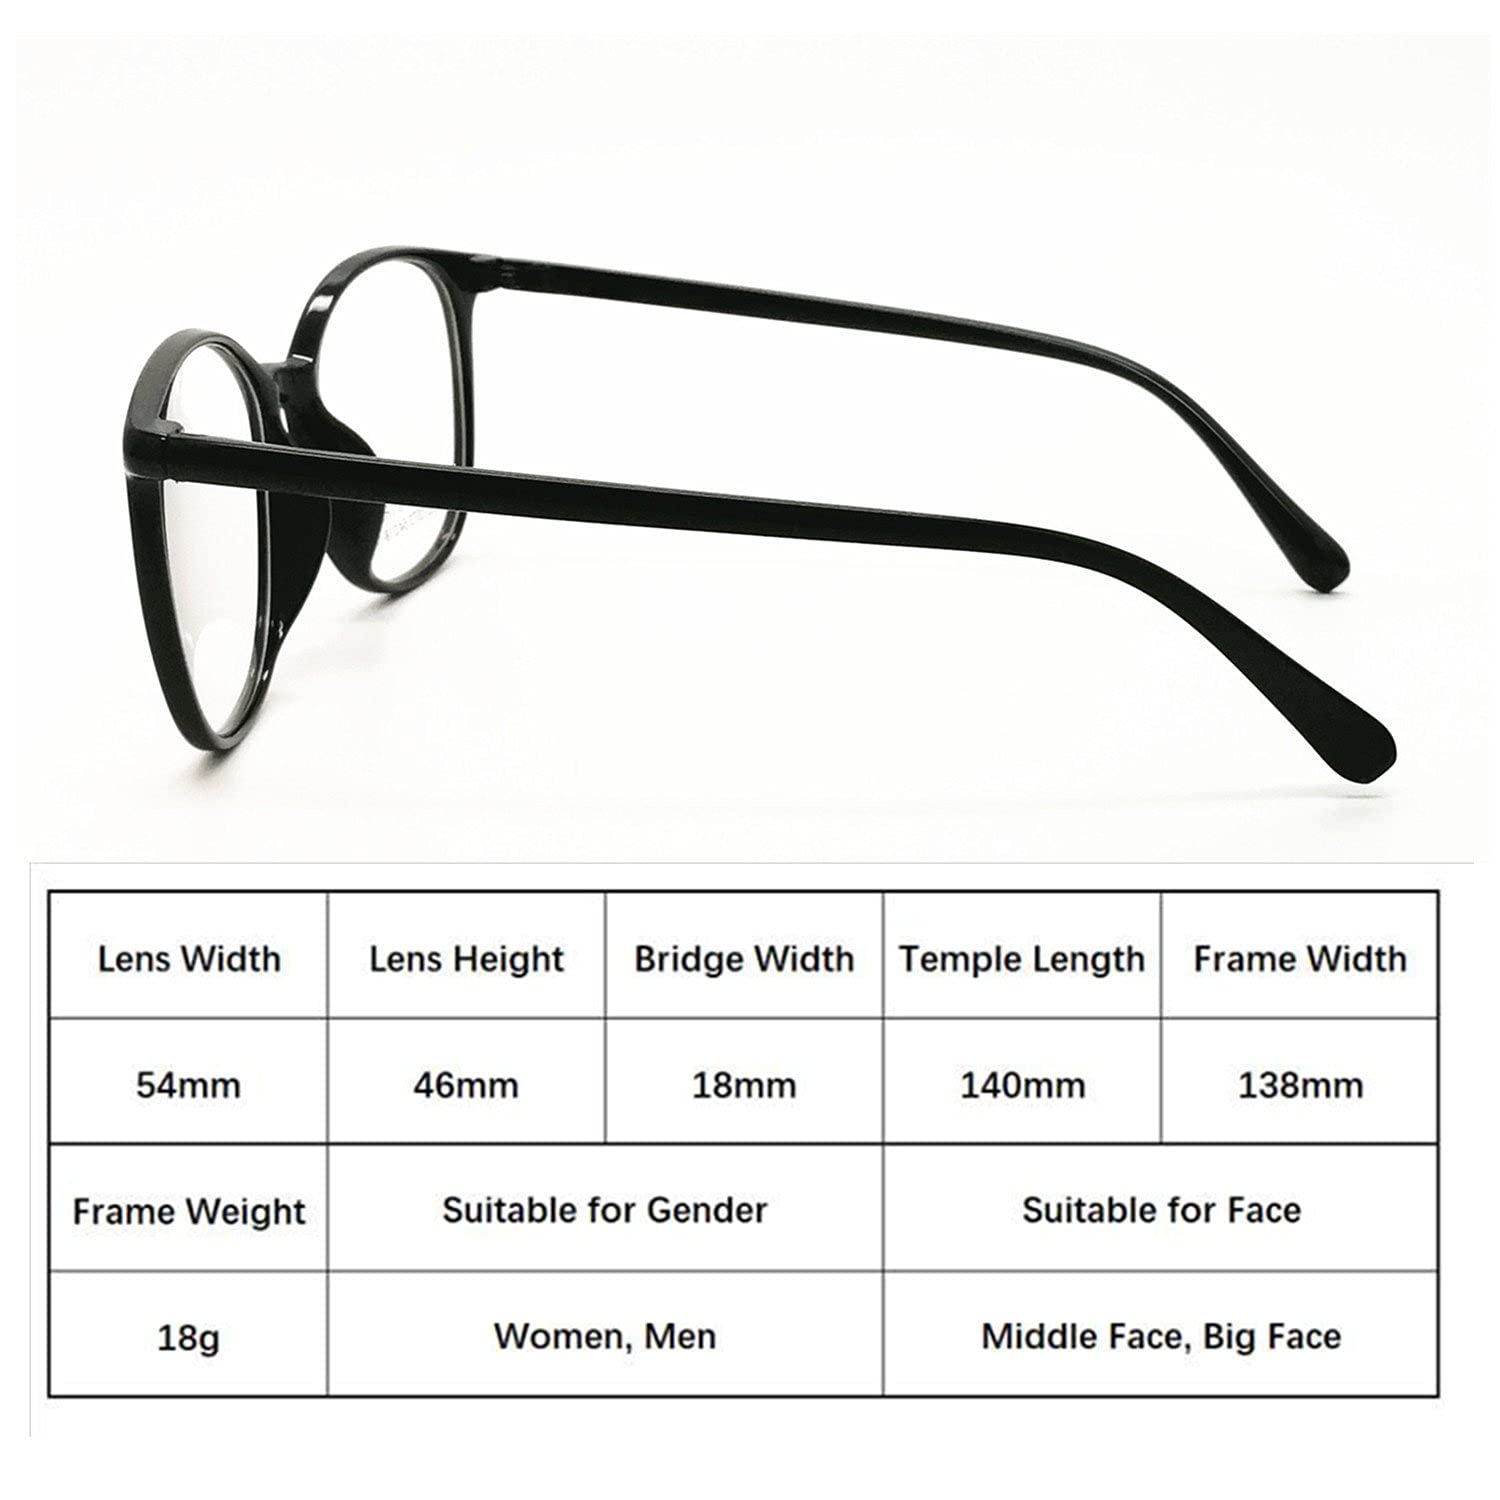 Lens Width Lens Height Bridge Width Temple Length Frame Width
54mm 46mm 18mm 140mm 138mm
Frame Weight Suitable for Gender Suitable for Face
18g Women, Men Middle Face, Big Face